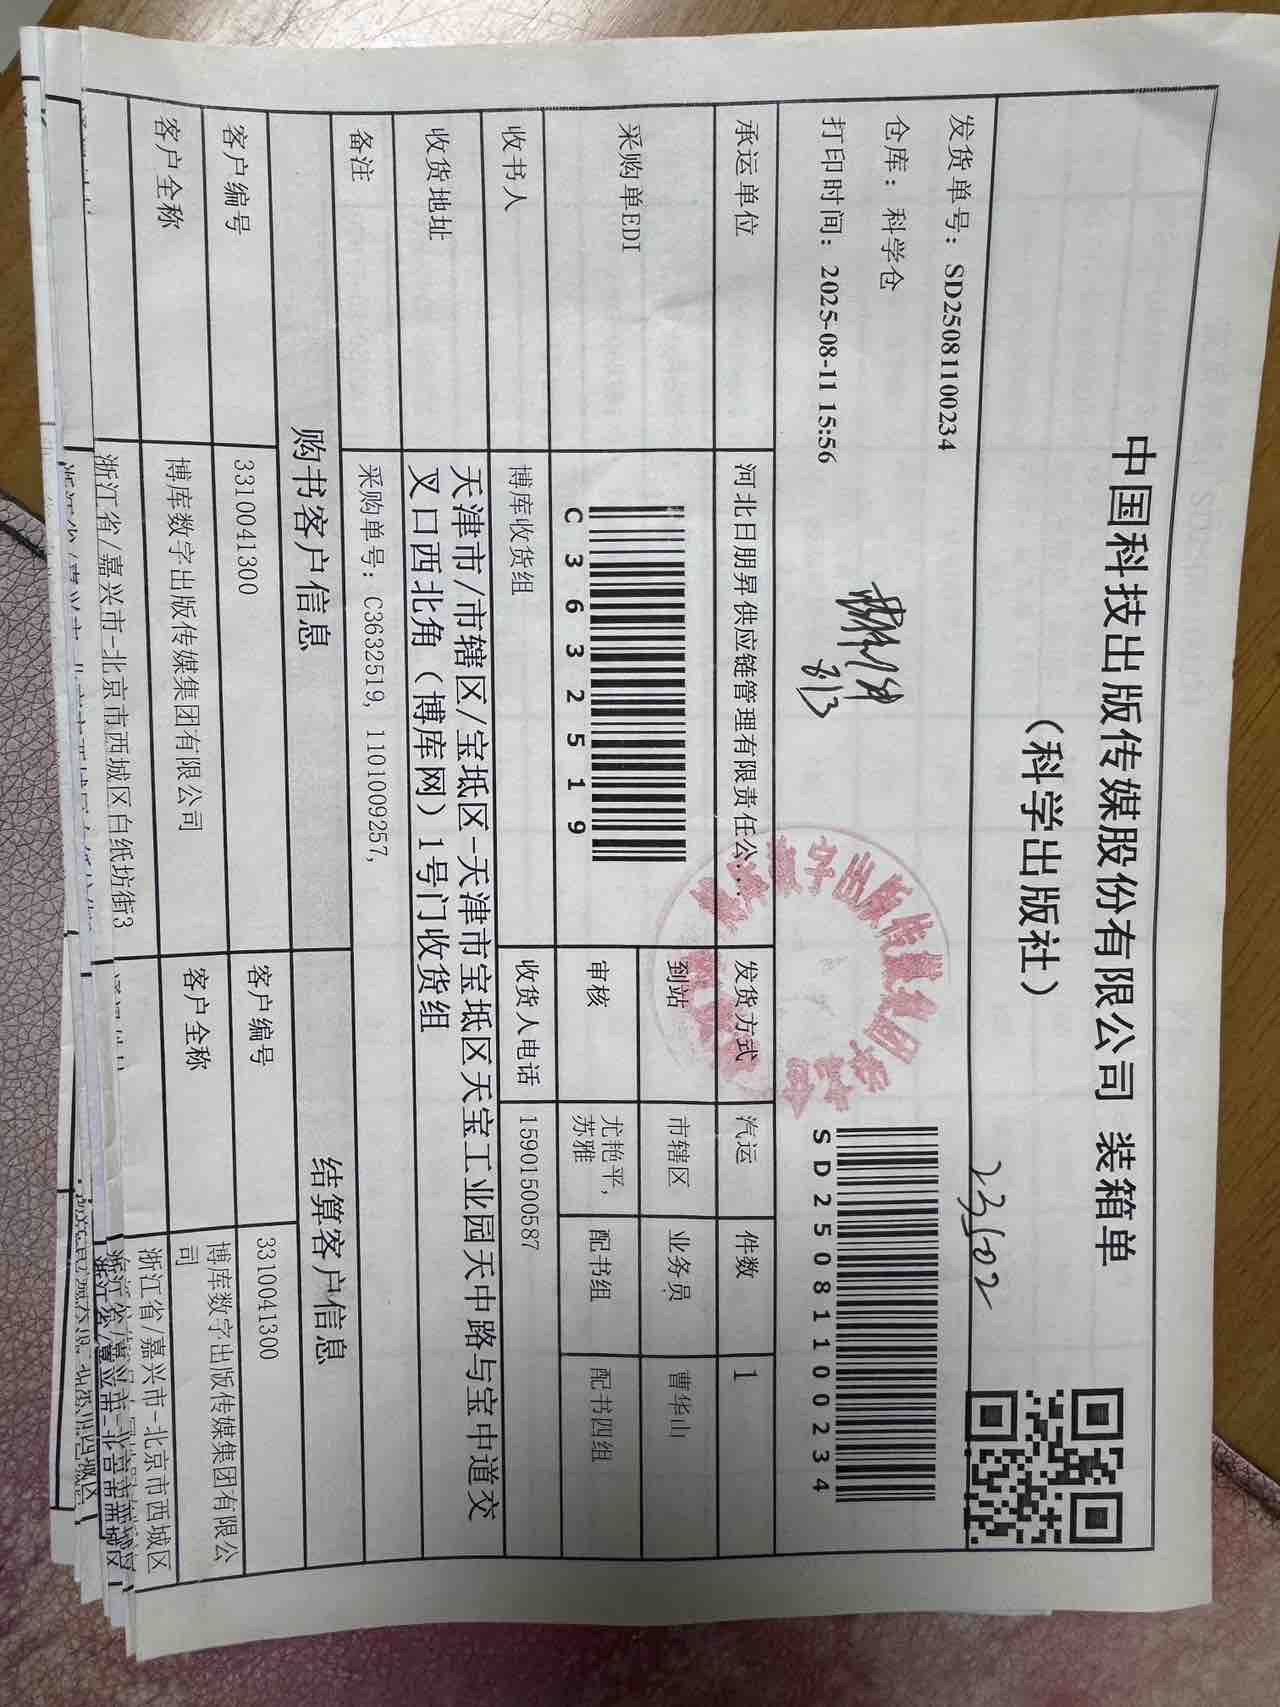 中国科技出版传媒股份有限公司 装箱单
（科学出版社）
23502
发货单号： SD25081100234
仓库： 科学仓
打印时间： 2025-08-11 15:56
8/13
SD25081100234
承运单位 河北日朋昇供应链管理有限责任公... 发货方式 汽运 件数 1
采购单EDI C3632519
到站 市辖区 业务员 曹华山
审核 尤艳平，苏雅 配书组 配书四组
收书人 博库收货组 收货人电话 15901500587
收货地址 天津市/市辖区/宝坻区-天津市宝坻区天宝工业园天中路与宝中道交
叉口西北角（博库网）1号门收货组
备注 采购单号：C3632519, 1101009257,
购书客户信息 结算客户信息
客户编号 3310041300 客户编号 3310041300
客户全称 博库数字出版传媒集团有限公司 客户全称 博库数字出版传媒集团有限公
司
浙江省/嘉兴市-北京市西城区白纸坊街3 浙江省/嘉兴市-北京市西城区